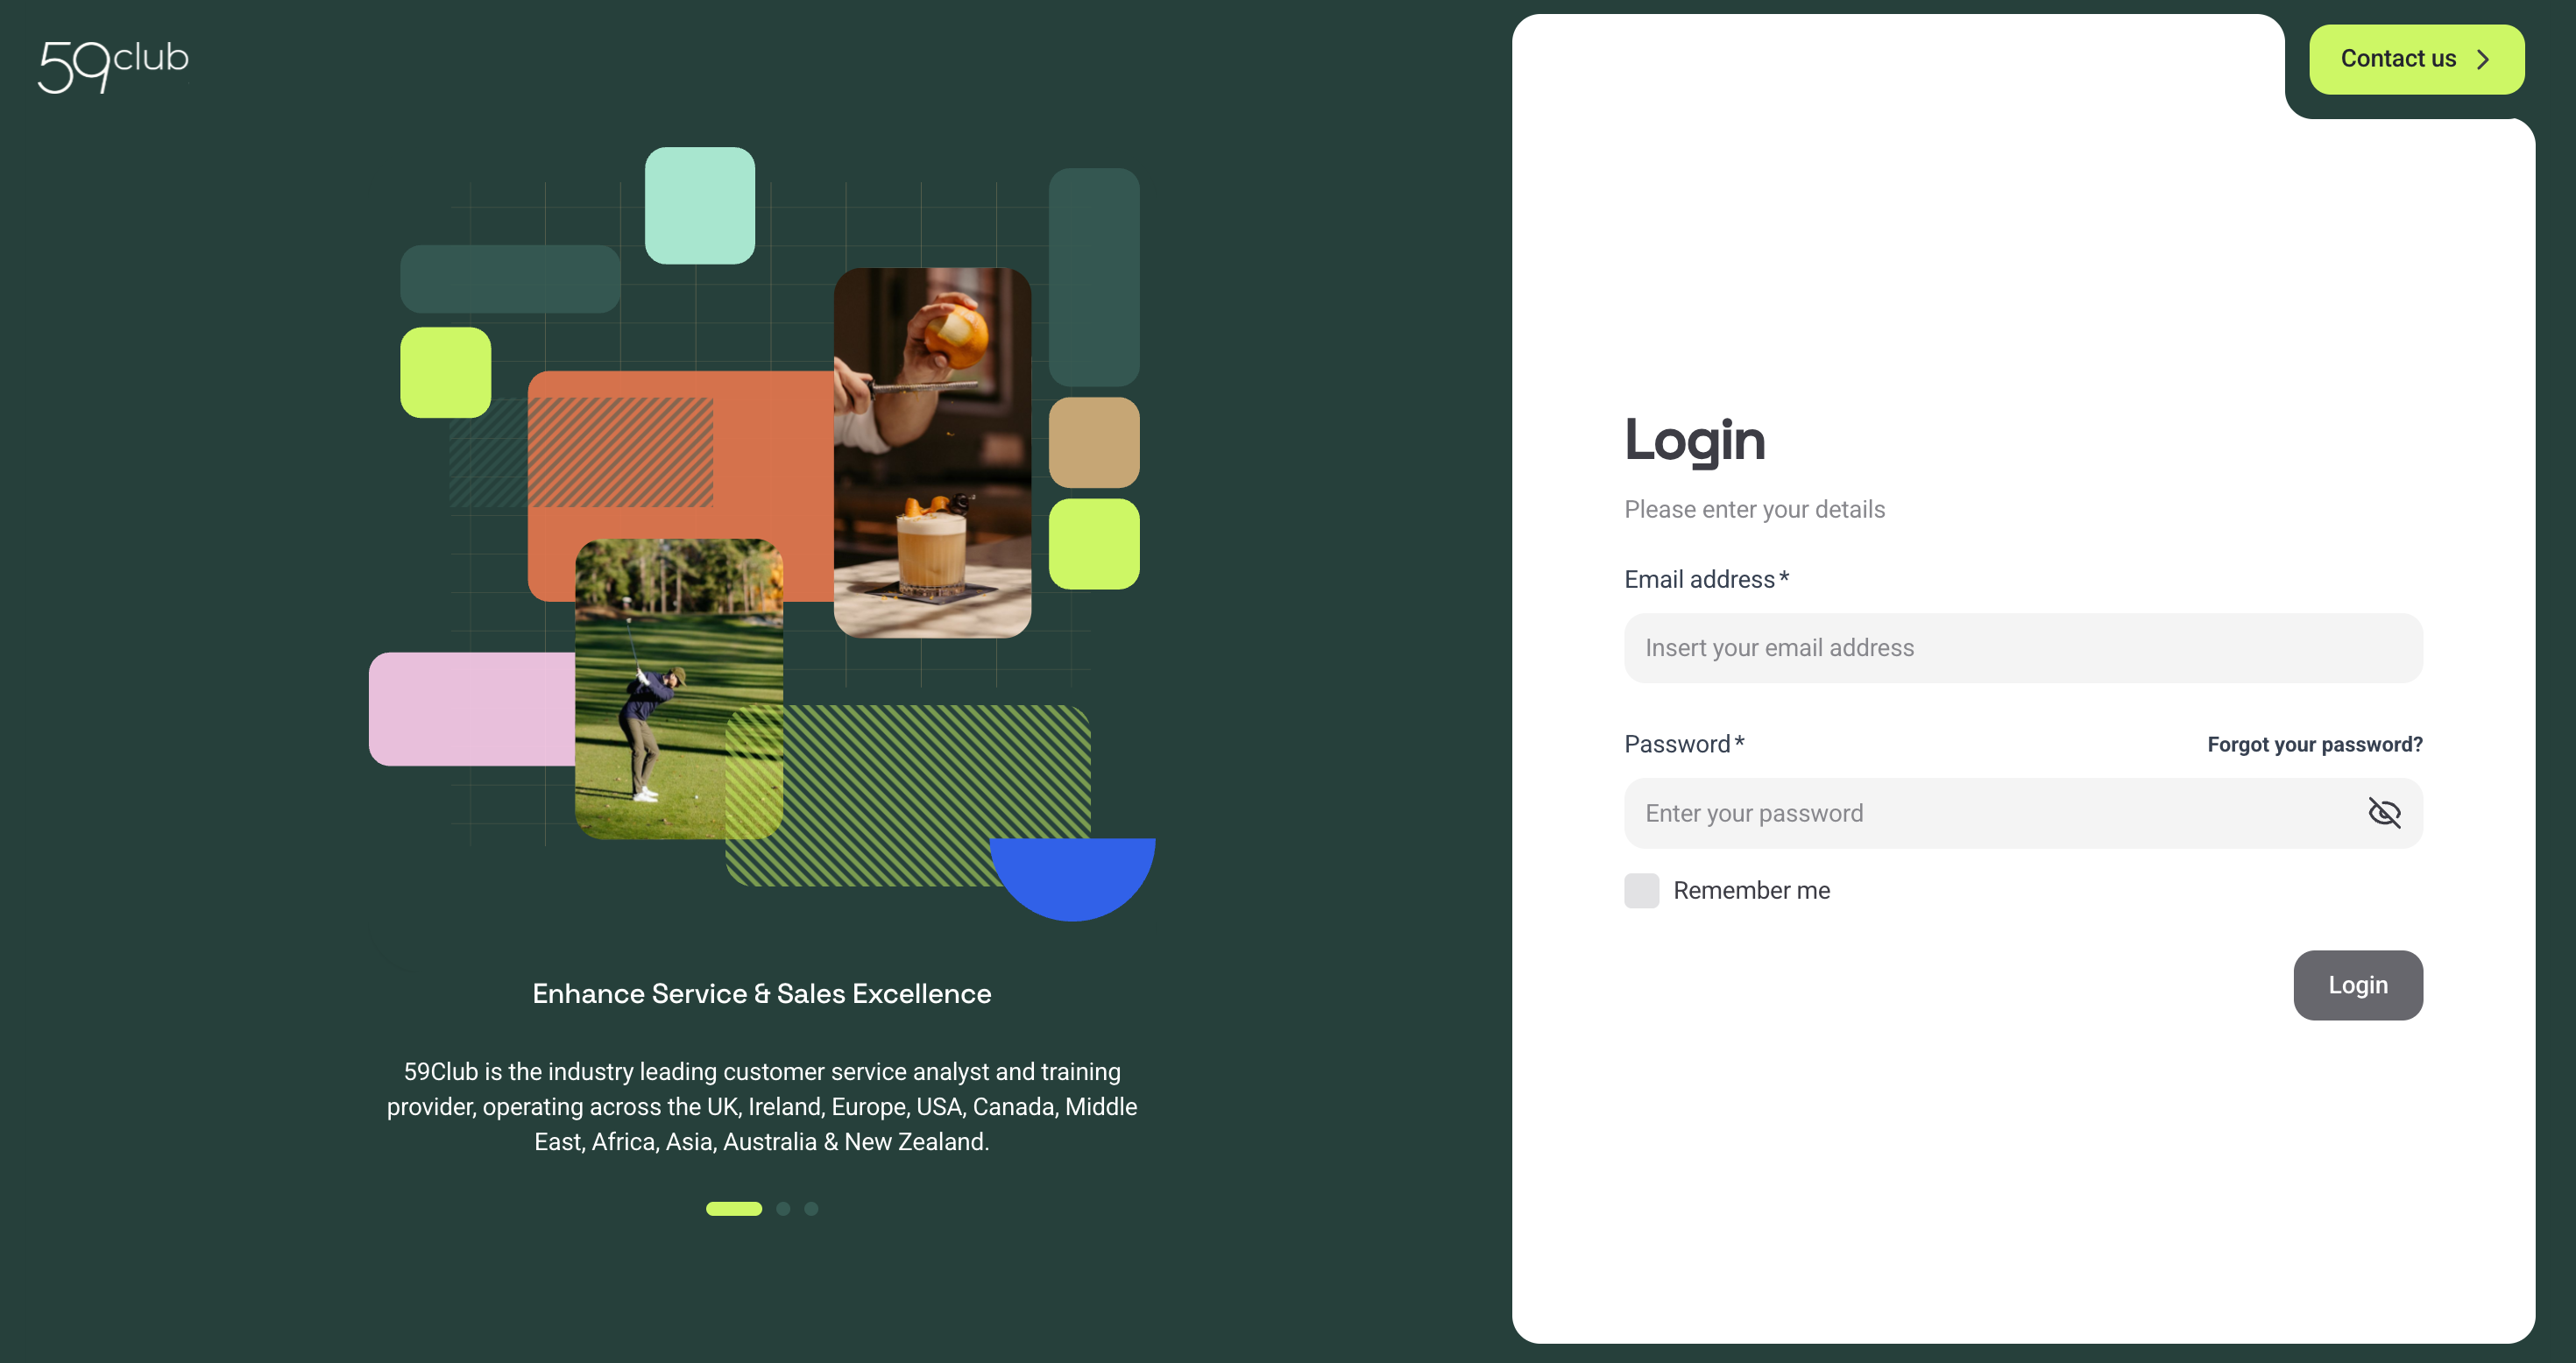 59club
Contact us
Enhance Service & Sales Excellence
59Club is the industry leading customer service analyst and training
provider, operating across the UK, Ireland, Europe, USA, Canada, Middle
East, Africa, Asia, Australia & New Zealand.
Login
Please enter your details
Email address*
Insert your email address
Password*
Forgot your password?
Enter your password
Remember me
Login